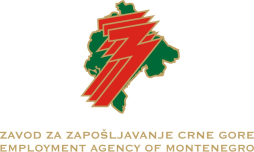 ZAVOD ZA ZAPOŠLJAVANJE CRNE GORE
EMPLOYMENT AGENCY OF MONTENEGRO